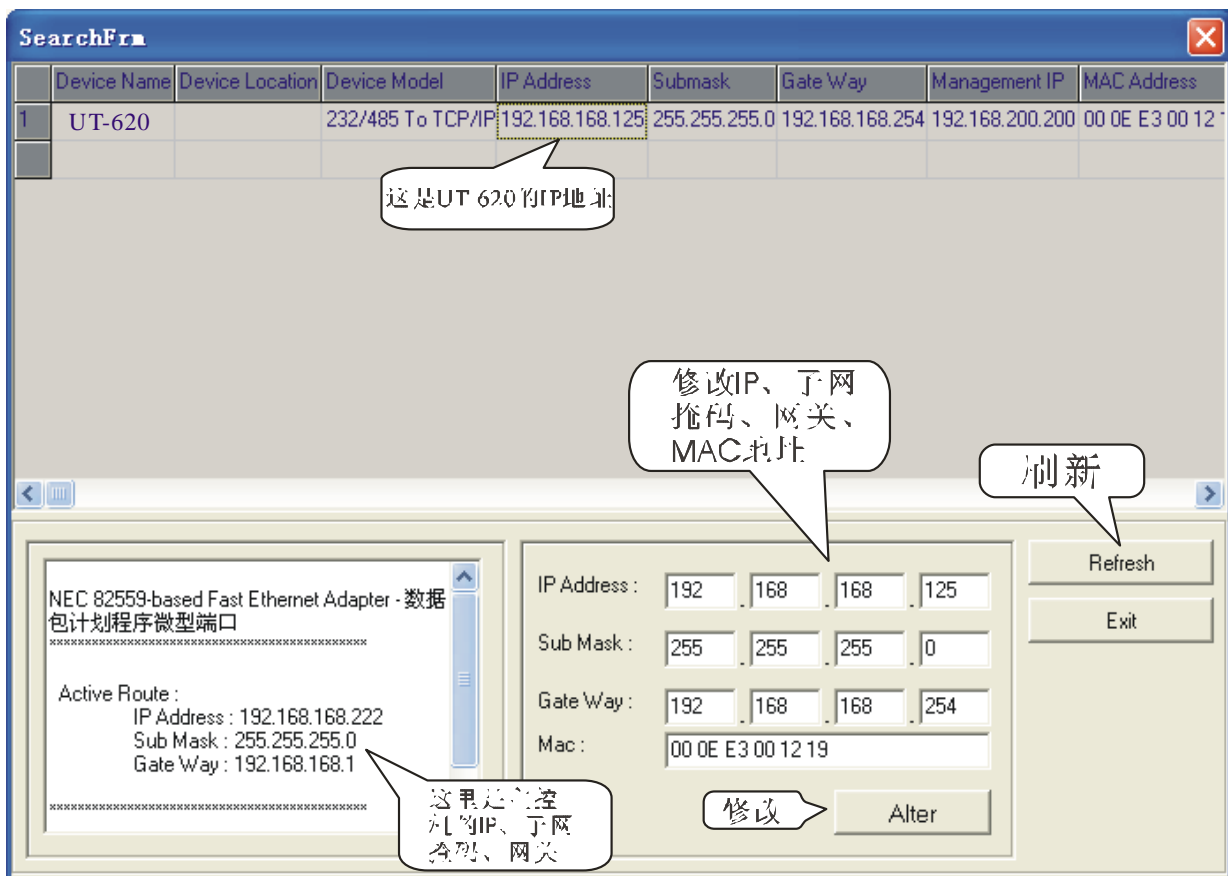 SearchFrm
Device Name Device Location Device Model IP Address Submask Gate Way Management IP MAC Address
1 UT-620 232/485 To TCP/IP 192.168.168.125 255.255.255.0 192.168.168.254 192.168.200.200 00 0E E3 00 12
这是UT 620的IP地址
修改IP、子网
掩码、网关、
MAC地址
刷新
NEC 82559-based Fast Ethernet Adapter - 数据
包计划程序微型端口
Active Route :
IP Address : 192.168.168.222
Sub Mask : 255.255.255.0
Gate Way : 192.168.168.1
这里是主控
机的IP、子网
掩码、网关
IP Address : 192 . 168 . 168 . 125
Sub Mask : 255 . 255 . 255 . 0
Gate Way : 192 . 168 . 168 . 254
Mac : 00 0E E3 00 12 19
修改
Alter
Refresh
Exit